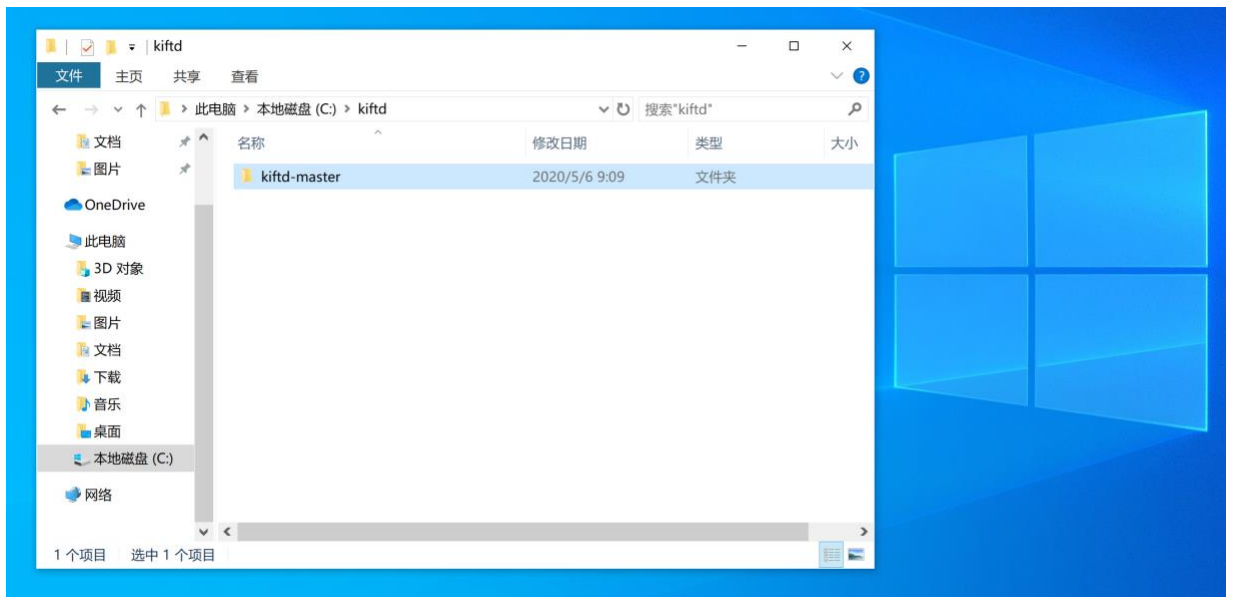 kiftd
文件 主页 共享 查看
此电脑 > 本地磁盘 (C:) > kiftd 搜索"kiftd"
名称 修改日期 类型 大小
kiftd-master 2020/5/6 9:09 文件夹
文档
图片
OneDrive
此电脑
3D 对象
视频
图片
文档
下载
音乐
桌面
本地磁盘 (C:)
网络
1 个项目 选中 1 个项目